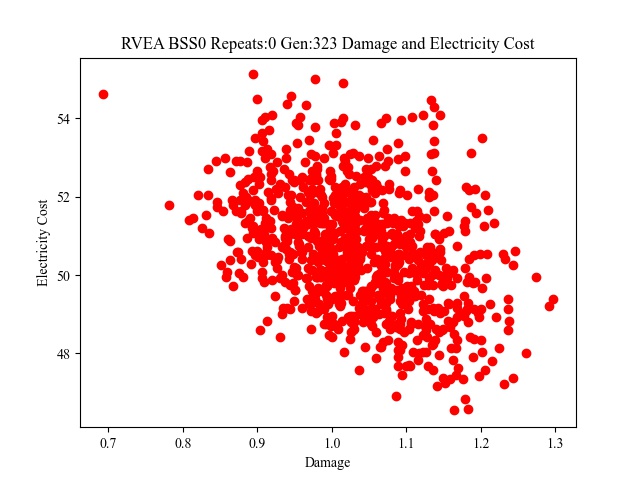 RVEA BSS0 Repeats:0 Gen:323 Damage and Electricity Cost
54
52
50
48
Electricity Cost
0.7 0.8 0.9 1.0 1.1 1.2 1.3
Damage